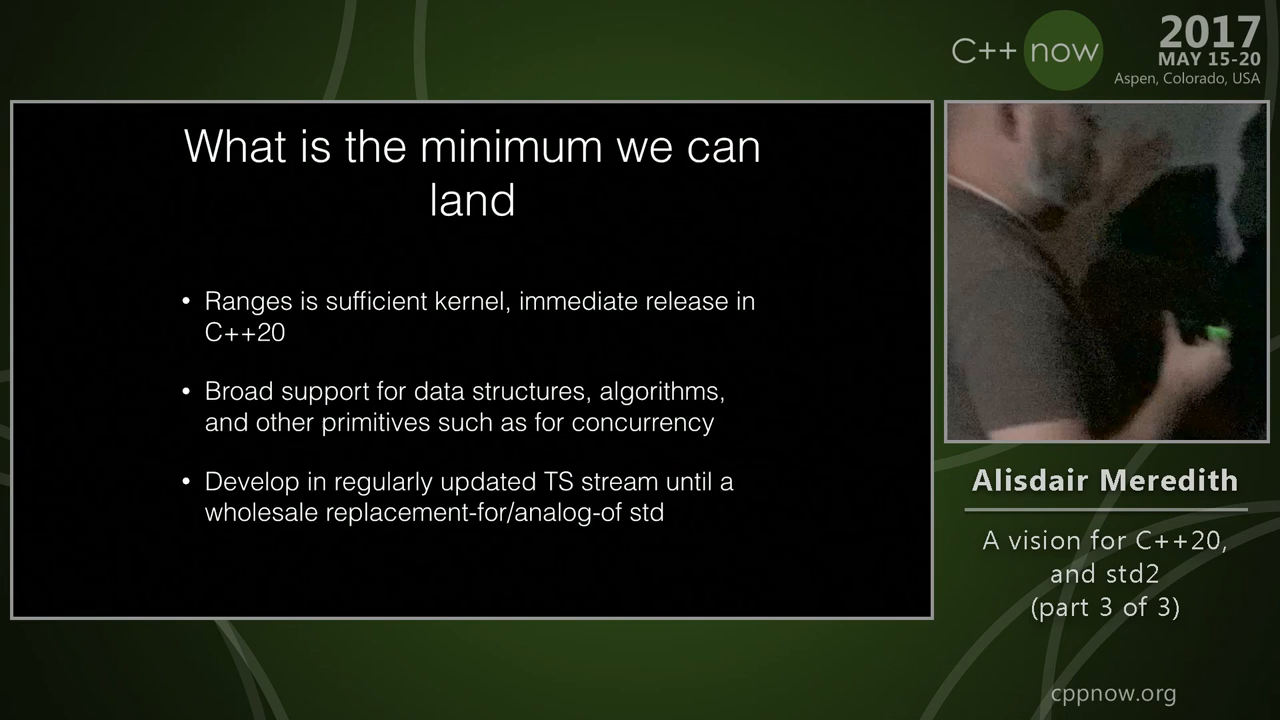 C++ now
2017
MAY 15-20
Aspen, Colorado, USA
What is the minimum we can
land
• Ranges is sufficient kernel, immediate release in
C++20
• Broad support for data structures, algorithms,
and other primitives such as for concurrency
• Develop in regularly updated TS stream until a
wholesale replacement-for/analog-of std
Alisdair Meredith
A vision for C++20,
and std2
(part 3 of 3)
cppnow.org